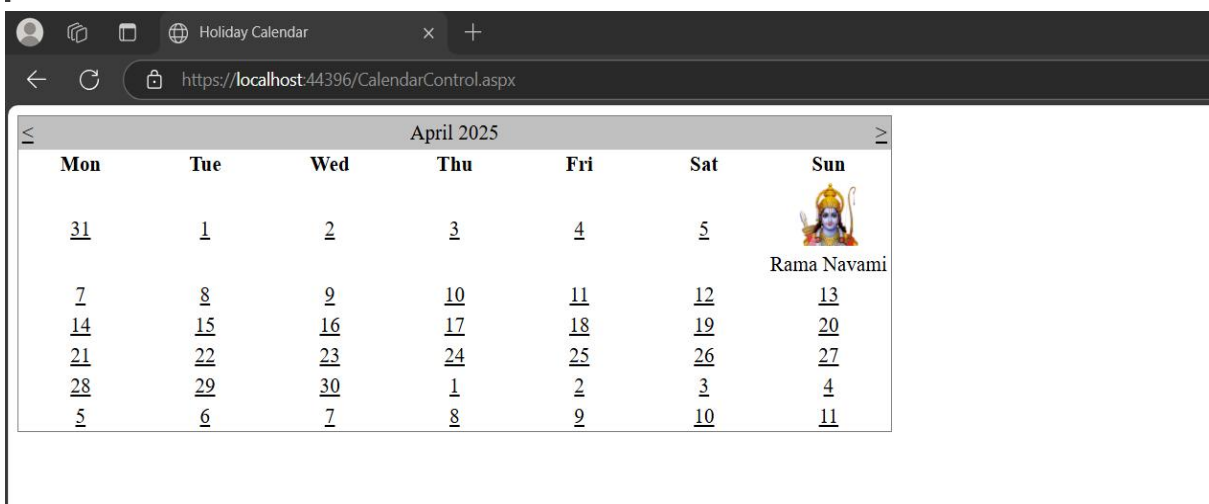 Holiday Calendar
https://localhost:44396/CalendarControl.aspx
< April 2025 >
Mon Tue Wed Thu Fri Sat Sun
31 1 2 3 4 5
Rama Navami
7 8 9 10 11 12 13
14 15 16 17 18 19 20
21 22 23 24 25 26 27
28 29 30 1 2 3 4
5 6 7 8 9 10 11